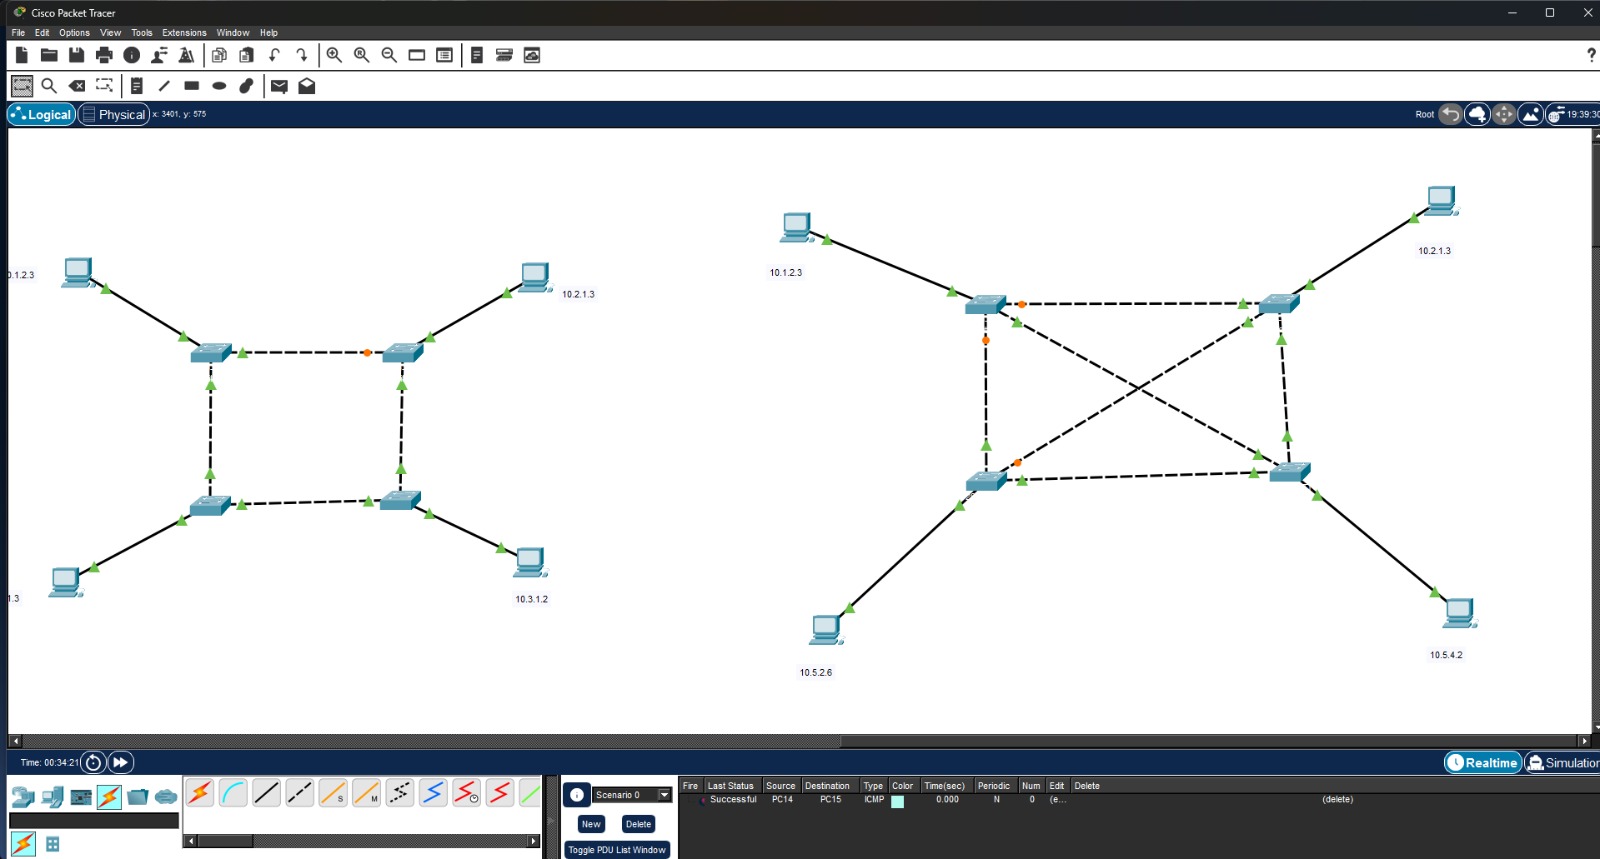 Cisco Packet Tracer
File Edit Options View Tools Extensions Window Help
?
Logical Physical x: 3401, y: 575 Root 19:39:30
10.2.1.3
10.1.2.3
0.1.2.3
10.2.1.3
1.3
10.3.1.2
10.5.4.2
10.5.2.6
Time: 00:34:21 Realtime Simulation
S M
Scenario 0
New Delete
Toggle PDU List Window
Fire Last Status Source Destination Type Color Time(sec) Periodic Num Edit Delete
Successful PC14 PC15 ICMP 0.000 N 0 (e... (delete)